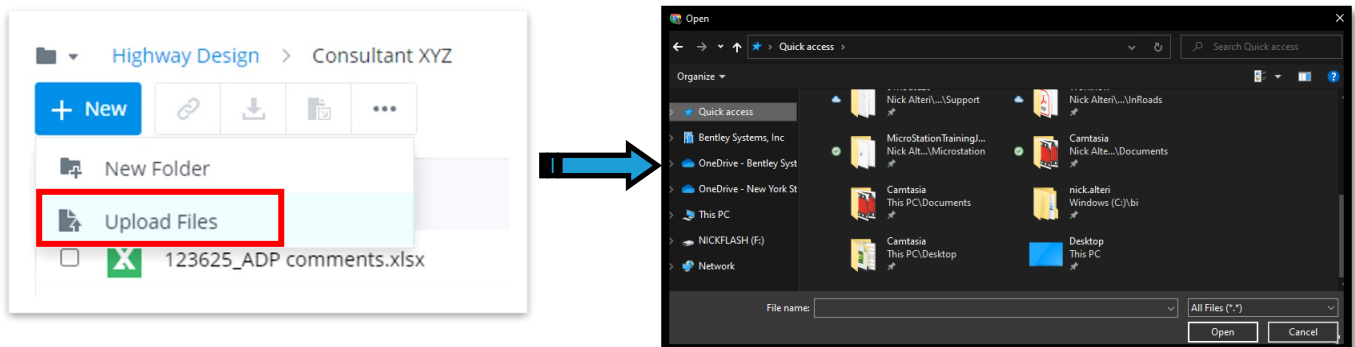 Highway Design > Consultant XYZ
+ New
New Folder
Upload Files
123625_ADP comments.xlsx
Open
Quick access
Search Quick access
Organize
Quick access
Bentley Systems, Inc
OneDrive - Bentley Syst
OneDrive - New York St
This PC
NICKFLASH (F:)
Network
Nick Alteri\...\Support
Nick Alteri\...\InRoads
MicroStationTrainingJ...
Nick Alt...\Microstation
Camtasia
Nick Alte...\Documents
Camtasia
This PC\Documents
nick.alteri
Windows (C:)\bi
Camtasia
This PC\Desktop
Desktop
This PC
File name:
All Files (*.*)
Open
Cancel